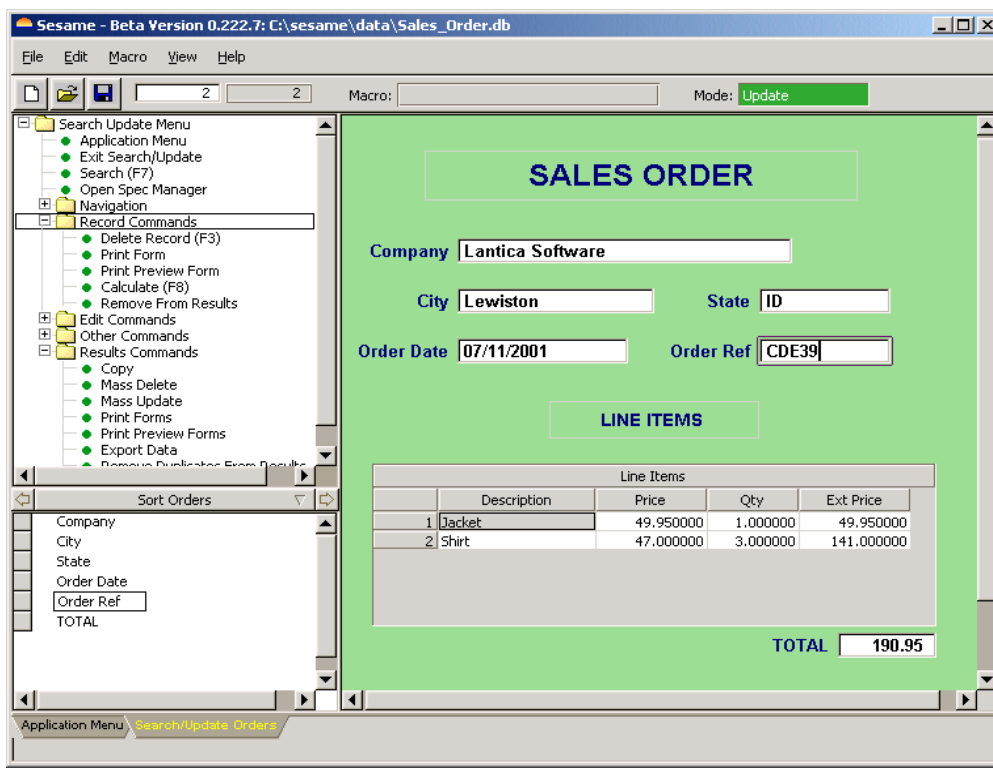 Sesame - Beta Version 0.222.7: C:\sesame\data\Sales_Order.db
File Edit Macro View Help
2 2 Macro: Mode: Update
Search Update Menu
Application Menu
Exit Search/Update
Search (F7)
Open Spec Manager
Navigation
Record Commands
Delete Record (F3)
Print Form
Print Preview Form
Calculate (F8)
Remove From Results
Edit Commands
Other Commands
Results Commands
Copy
Mass Delete
Mass Update
Print Forms
Print Preview Forms
Export Data
Remove Duplicates From Results
Sort Orders
Company
City
State
Order Date
Order Ref
TOTAL
SALES ORDER
Company Lantica Software
City Lewiston State ID
Order Date 07/11/2001 Order Ref CDE39
LINE ITEMS
Line Items
Description Price Qty Ext Price
1 Jacket 49.950000 1.000000 49.950000
2 Shirt 47.000000 3.000000 141.000000
TOTAL 190.95
Application Menu Search/Update Orders